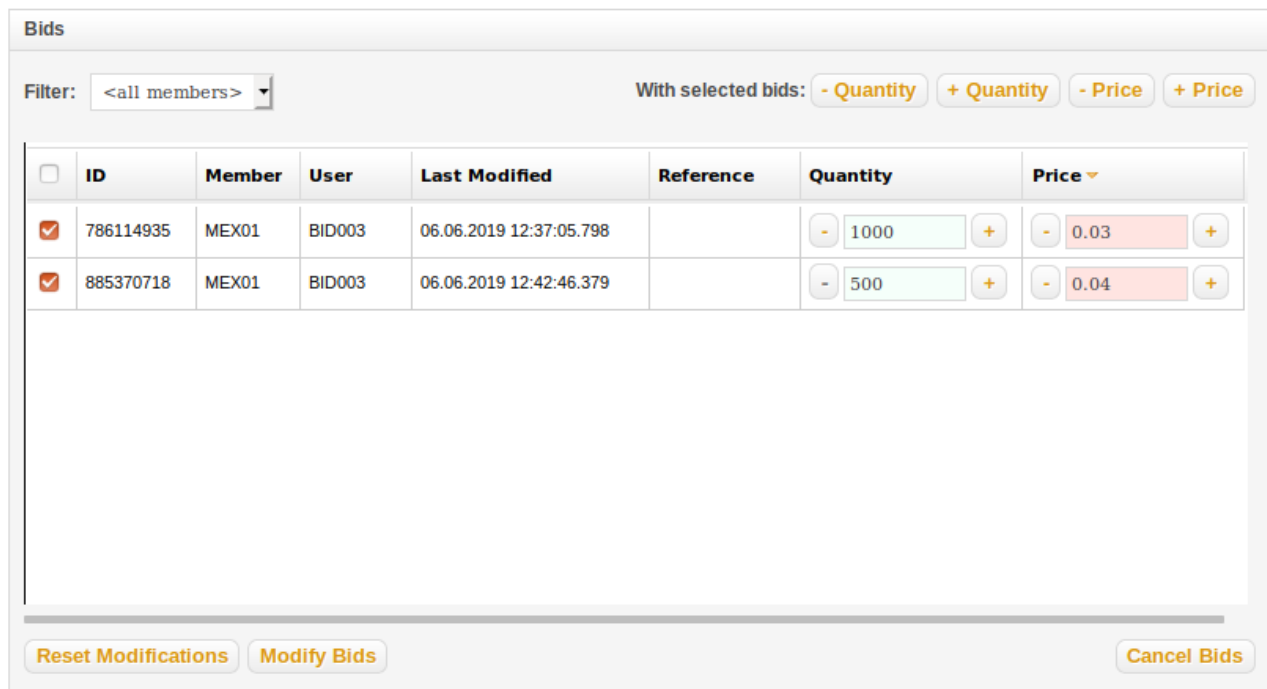 Bids
Filter: <all members> With selected bids: - Quantity + Quantity - Price + Price
ID Member User Last Modified Reference Quantity Price
786114935 MEX01 BID003 06.06.2019 12:37:05.798 - 1000 + - 0.03 +
885370718 MEX01 BID003 06.06.2019 12:42:46.379 - 500 + - 0.04 +
Reset Modifications Modify Bids Cancel Bids